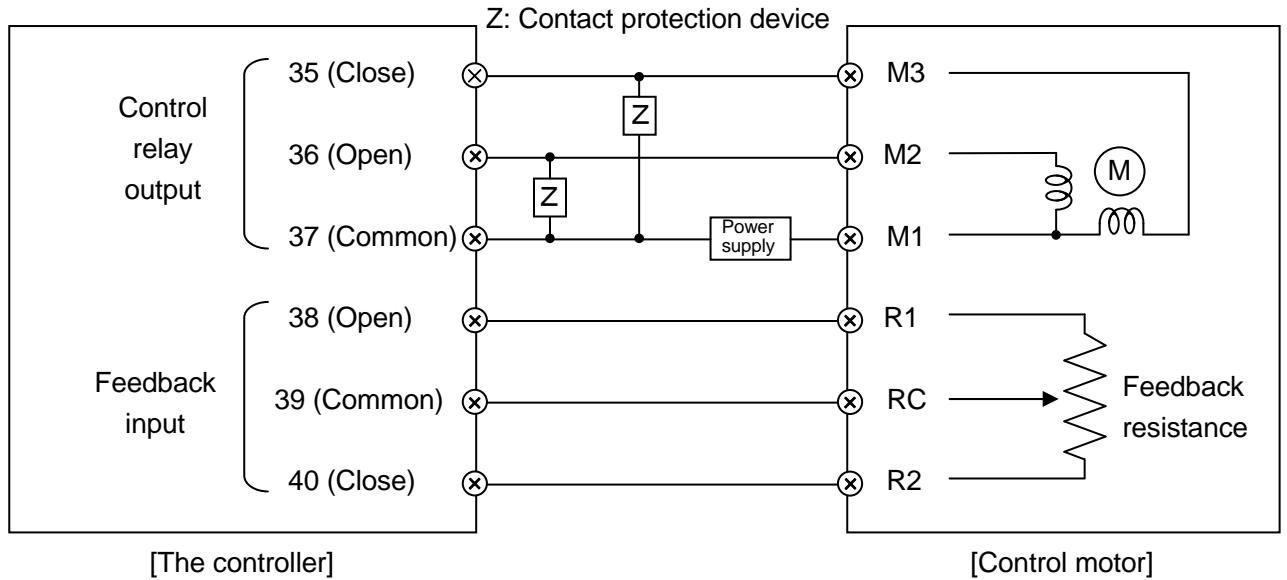 Z: Contact protection device
Control
relay
output
35 (Close)
36 (Open)
37 (Common)
Z
Z
Power
supply
M3
M2
M1
M
Feedback
input
38 (Open)
39 (Common)
40 (Close)
R1
RC
R2
Feedback
resistance
[The controller]
[Control motor]